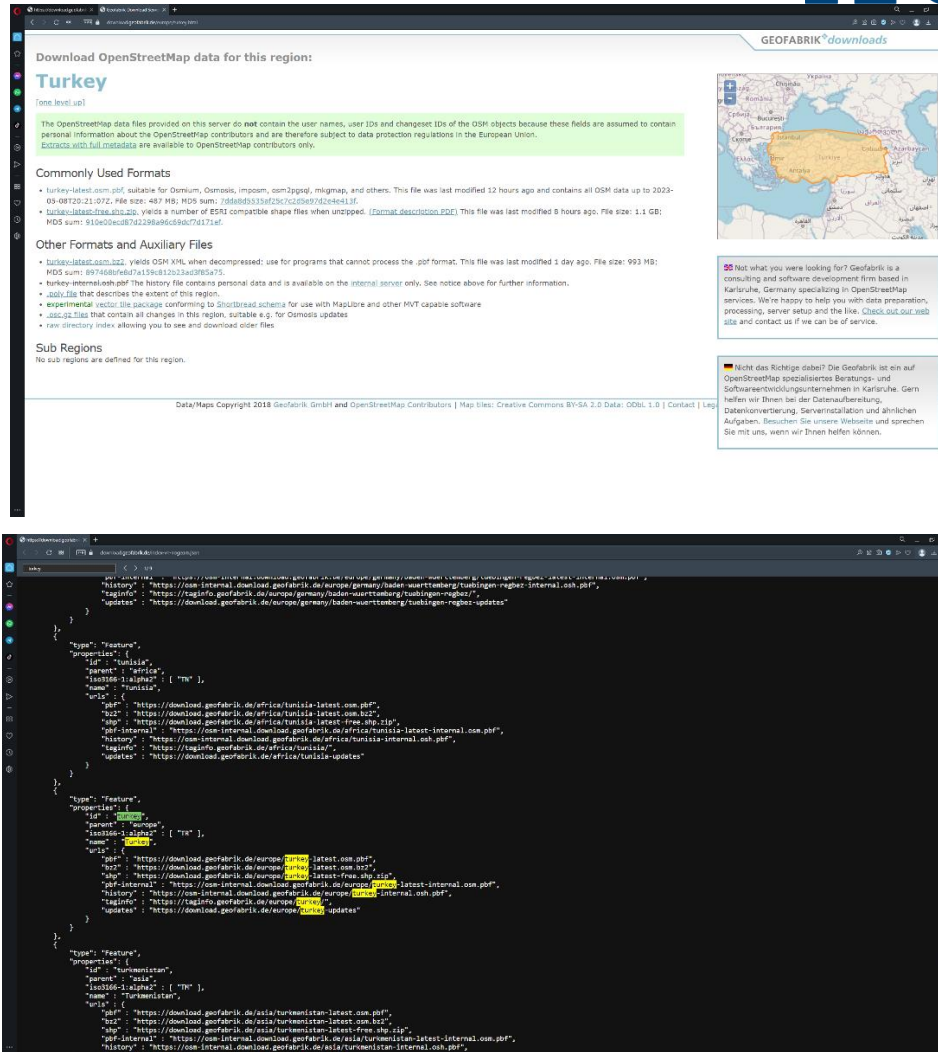 GEOFABRIK downloads
Download OpenStreetMap data for this region:
Turkey
[one level up]
The OpenStreetMap data files provided on this server do not contain the user names, user IDs and changeset IDs of the OSM objects because these fields are assumed to contain
personal information about the OpenStreetMap contributors and are therefore subject to data protection regulations in the European Union.
Extracts with full metadata are available to OpenStreetMap contributors only.
Commonly Used Formats
• turkey-latest.osm.pbf, suitable for Osmium, Osmosis, imposm, osm2pgsql, mkgmap, and others. This file was last modified 12 hours ago and contains all OSM data up to 2023-
05-08T20:21:07Z. File size: 487 MB; MD5 sum:
• turkey-latest-free.shp.zip, yields a number of ESRI compatible shape files when unzipped. (Format description PDF) This file was last modified 8 hours ago. File size: 1.1 GB;
MD5 sum:
Other Formats and Auxiliary Files
• turkey-latest.osm.bz2, yields OSM XML when decompressed; use for programs that cannot process the .pbf format. This file was last modified 1 day ago. File size: 993 MB;
MD5 sum:
• turkey-internal.osh.pbf The history file contains personal data and is available on the internal server only. See notice above for further information.
• .poly file that describes the extent of this region.
• experimental vector tile package conforming to Shortbread schema for use with MapLibre and other MVT capable software
• .osc.gz files that contain all changes in this region, suitable e.g. for Osmosis updates
• raw directory index allowing you to see and download older files
Sub Regions
No sub regions are defined for this region.
Data/Maps Copyright 2018 Geofabrik GmbH and OpenStreetMap Contributors | Map tiles: Creative Commons BY-SA 2.0 Data: ODbL 1.0 | Contact |
Not what you were looking for? Geofabrik is a
consulting and software development firm based in
Karlsruhe, Germany specializing in OpenStreetMap
services. We're happy to help you with data preparation,
processing, server setup and the like. Check out our web
site and contact us if we can be of service.
Nicht das Richtige dabei? Die Geofabrik ist ein auf
OpenStreetMap spezialisiertes Beratungs- und
Softwareentwicklungsunternehmen in Karlsruhe. Gern
helfen wir Ihnen bei der Datenaufbereitung,
Datenkonvertierung, Serverinstallation und ähnlichen
Aufgaben. Besuchen Sie unsere Webseite und sprechen
Sie mit uns, wenn wir Ihnen helfen können.
"history" : "https://osm-internal.download.geofabrik.de/europe/germany/baden-wuerttemberg/tuebingen-regbez-internal.osh.pbf",
"taginfo" : "https://taginfo.geofabrik.de/europe/germany/baden-wuerttemberg/tuebingen-regbez/",
"updates" : "https://download.geofabrik.de/europe/germany/baden-wuerttemberg/tuebingen-regbez-updates"
}
}
},
{
"type": "Feature",
"properties": {
"id" : "tunisia",
"parent" : "africa",
"iso3166-1:alpha2" : [ "TN" ],
"name" : "Tunisia",
"urls" : {
"pbf" : "https://download.geofabrik.de/africa/tunisia-latest.osm.pbf",
"bz2" : "https://download.geofabrik.de/africa/tunisia-latest.osm.bz2",
"shp" : "https://download.geofabrik.de/africa/tunisia-latest-free.shp.zip",
"pbf-internal" : "https://osm-internal.download.geofabrik.de/africa/tunisia-latest-internal.osm.pbf",
"history" : "https://osm-internal.download.geofabrik.de/africa/tunisia-internal.osh.pbf",
"taginfo" : "https://taginfo.geofabrik.de/africa/tunisia/",
"updates" : "https://download.geofabrik.de/africa/tunisia-updates"
}
}
},
{
"type": "Feature",
"properties": {
"id" : "turkey",
"parent" : "europe",
"iso3166-1:alpha2" : [ "TR" ],
"name" : "Turkey",
"urls" : {
"pbf" : "https://download.geofabrik.de/europe/turkey-latest.osm.pbf",
"bz2" : "https://download.geofabrik.de/europe/turkey-latest.osm.bz2",
"shp" : "https://download.geofabrik.de/europe/turkey-latest-free.shp.zip",
"pbf-internal" : "https://osm-internal.download.geofabrik.de/europe/turkey-latest-internal.osm.pbf",
"history" : "https://osm-internal.download.geofabrik.de/europe/turkey-internal.osh.pbf",
"taginfo" : "https://taginfo.geofabrik.de/europe/turkey/",
"updates" : "https://download.geofabrik.de/europe/turkey-updates"
}
}
},
{
"type": "Feature",
"properties": {
"id" : "turkmenistan",
"parent" : "asia",
"iso3166-1:alpha2" : [ "TM" ],
"name" : "Turkmenistan",
"urls" : {
"pbf" : "https://download.geofabrik.de/asia/turkmenistan-latest.osm.pbf",
"bz2" : "https://download.geofabrik.de/asia/turkmenistan-latest.osm.bz2",
"shp" : "https://download.geofabrik.de/asia/turkmenistan-latest-free.shp.zip",
"pbf-internal" : "https://osm-internal.download.geofabrik.de/asia/turkmenistan-latest-internal.osm.pbf",
"history" : "https://osm-internal.download.geofabrik.de/asia/turkmenistan-internal.osh.pbf",